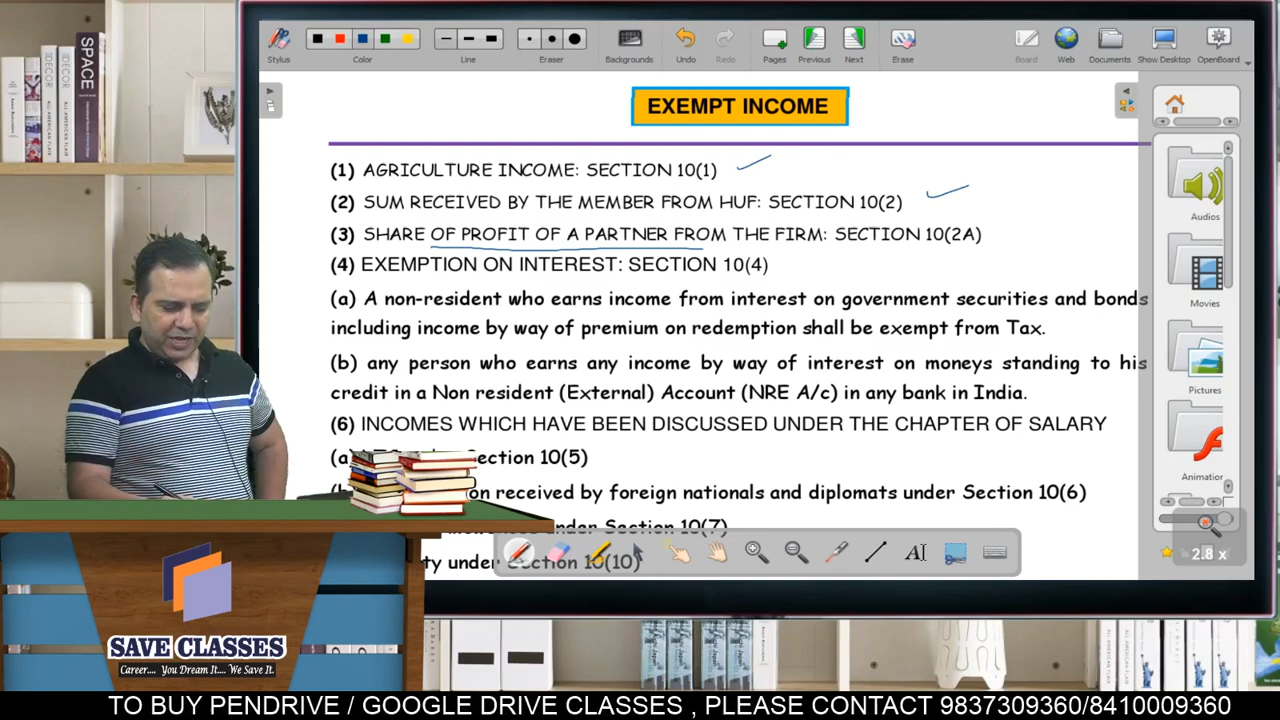 SPACE
DECOR
ALL AMERICAN
Stylus
Color
Line
Eraser
Backgrounds
Undo
Redo
Pages
Previous
Next
Erase
Board
Web
Documents
Show Desktop
OpenBoard
EXEMPT INCOME
(1) AGRICULTURE INCOME: SECTION 10(1)
(2) SUM RECEIVED BY THE MEMBER FROM HUF: SECTION 10(2)
(3) SHARE OF PROFIT OF A PARTNER FROM THE FIRM: SECTION 10(2A)
(4) EXEMPTION ON INTEREST: SECTION 10(4)
(a) A non-resident who earns income from interest on government securities and bonds
including income by way of premium on redemption shall be exempt from Tax.
(b) any person who earns any income by way of interest on moneys standing to his
credit in a Non resident (External) Account (NRE A/c) in any bank in India.
(6) INCOMES WHICH HAVE BEEN DISCUSSED UNDER THE CHAPTER OF SALARY
Section 10(5)
received by foreign nationals and diplomats under Section 10(6)
under Section 10(7)
under Section 10(10)
Audios
Movies
Pictures
Animation
2.8 x
SAVE CLASSES
Career.... You Dream It.... We Save It.
TO BUY PENDRIVE / GOOGLE DRIVE CLASSES , PLEASE CONTACT 9837309360/8410009360